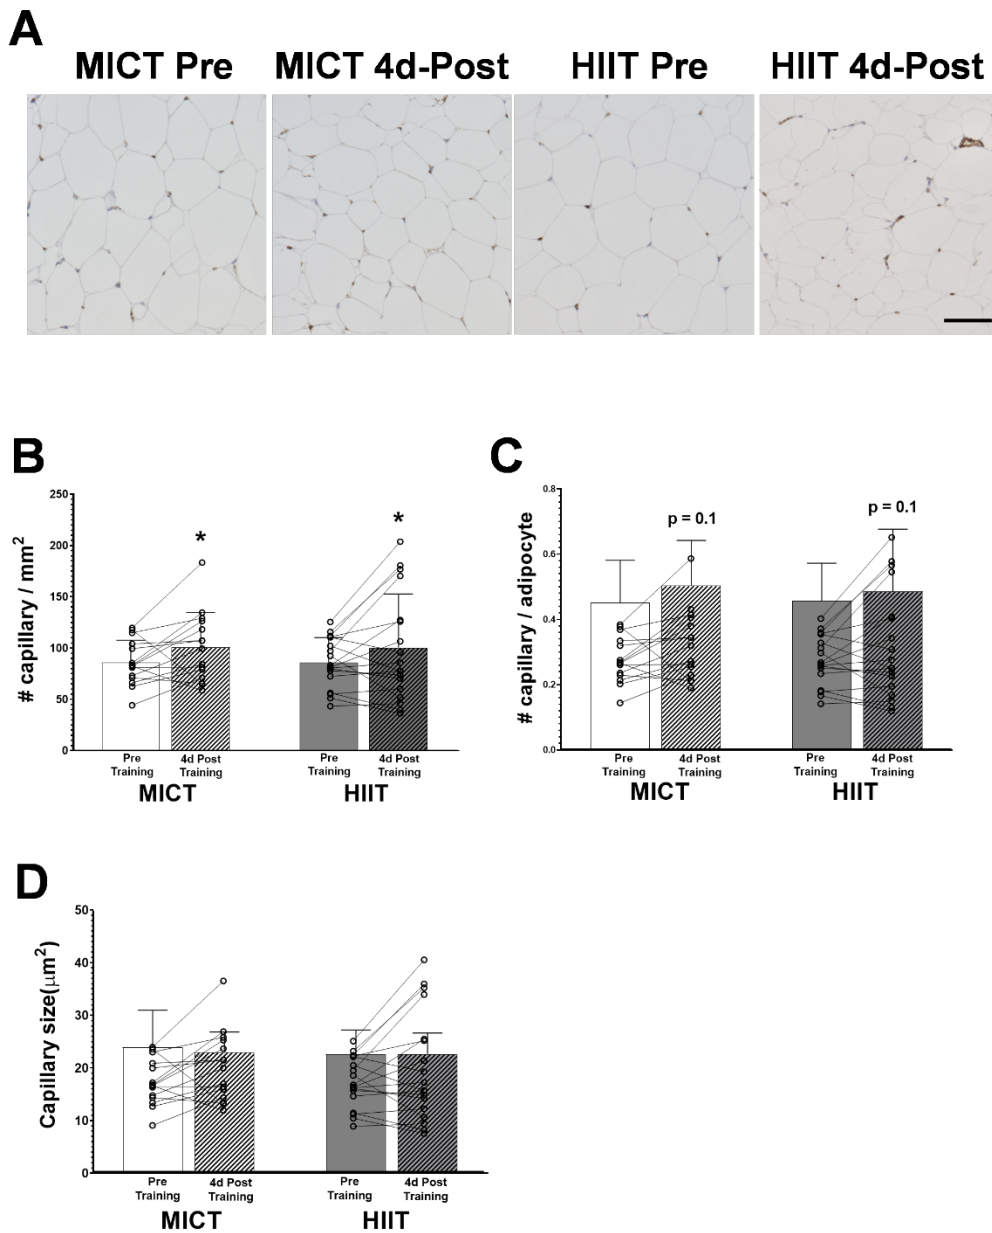 A
MICT Pre
MICT 4d-Post
HIIT Pre
HIIT 4d-Post
B
# capillary / mm²
250
200
150
100
50
0
*
*
Pre Training
4d Post Training
Pre Training
4d Post Training
MICT
HIIT
C
# capillary / adipocyte
0.8
0.6
0.4
0.2
0.0
p = 0.1
p = 0.1
Pre Training
4d Post Training
Pre Training
4d Post Training
MICT
HIIT
D
Capillary size(µm²)
50
40
30
20
10
0
Pre Training
4d Post Training
Pre Training
4d Post Training
MICT
HIIT